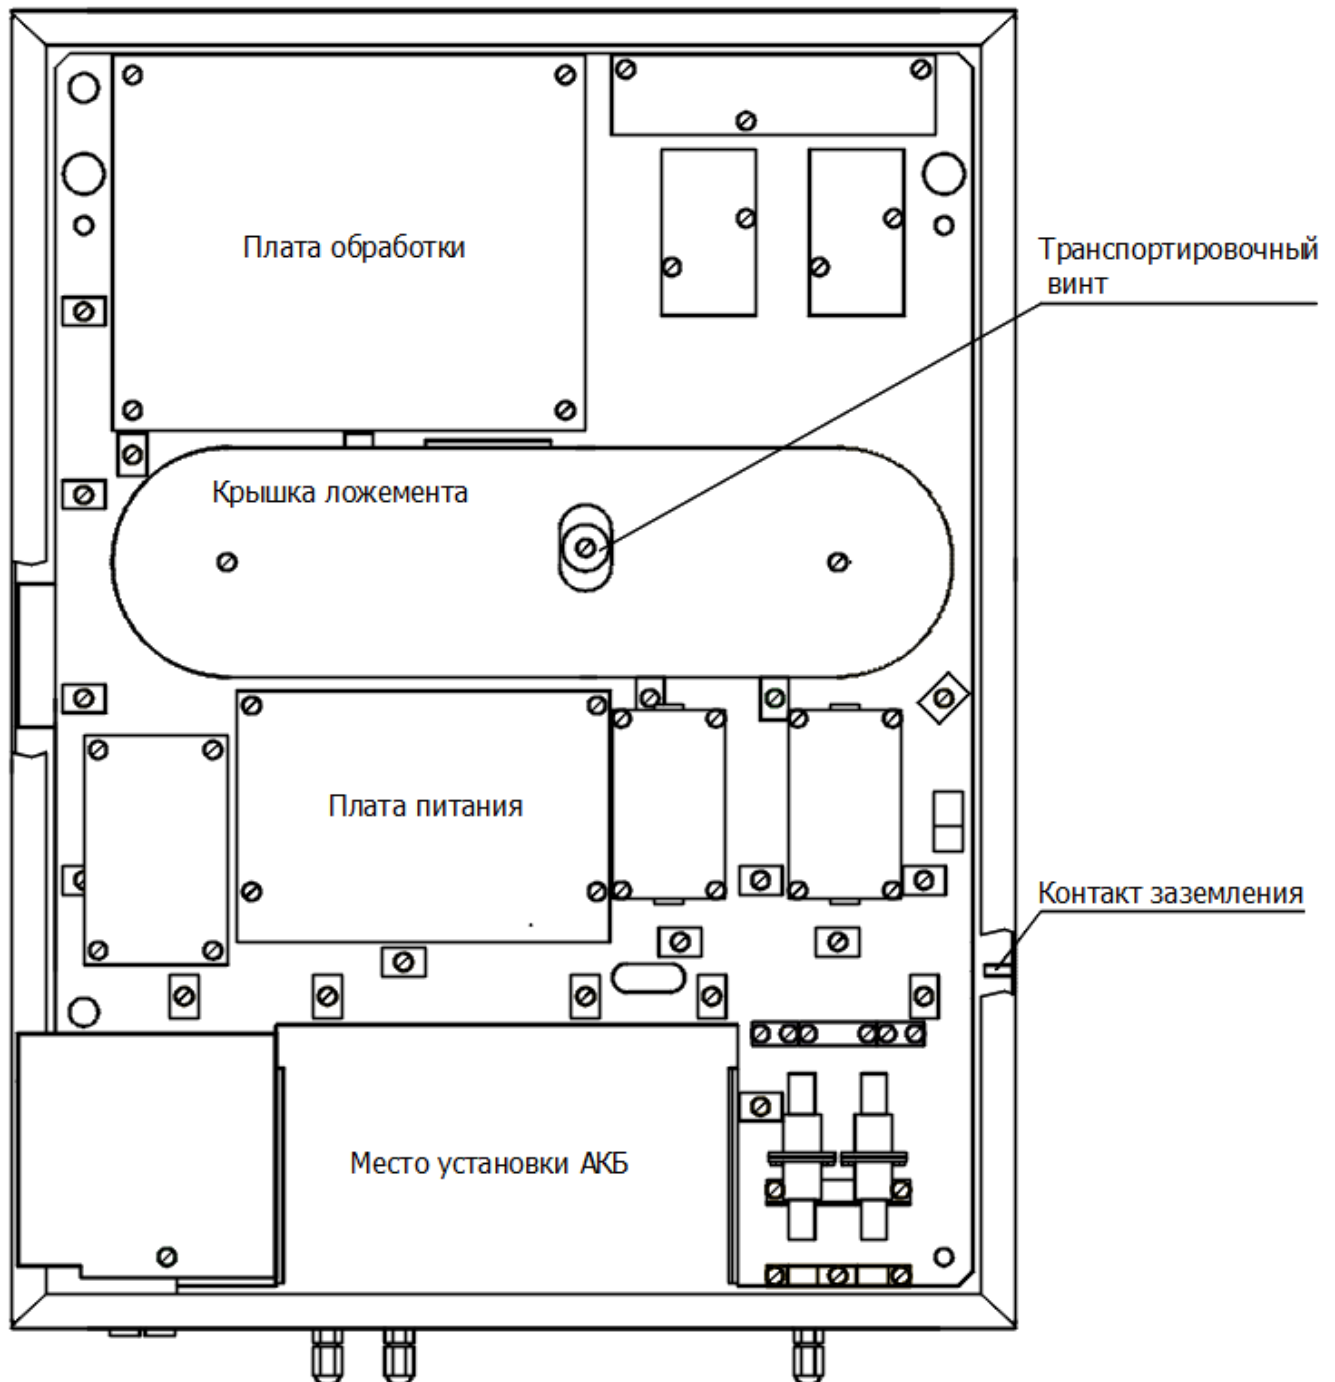 Плата обработки
Транспортировочный
винт
Крышка ложемента
Плата питания
Контакт заземления
Место установки АКБ